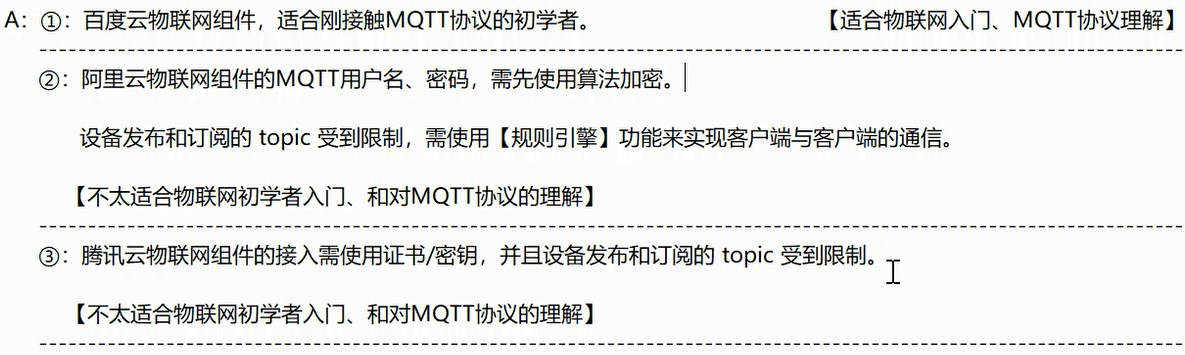 A：①：百度云物联网组件，适合刚接触MQTT协议的初学者。 【适合物联网入门、MQTT协议理解】
②：阿里云物联网组件的MQTT用户名、密码，需先使用算法加密。
设备发布和订阅的 topic 受到限制，需使用【规则引擎】功能来实现客户端与客户端的通信。
【不太适合物联网初学者入门、和对MQTT协议的理解】
③：腾讯云物联网组件的接入需使用证书/密钥，并且设备发布和订阅的 topic 受到限制。
【不太适合物联网初学者入门、和对MQTT协议的理解】